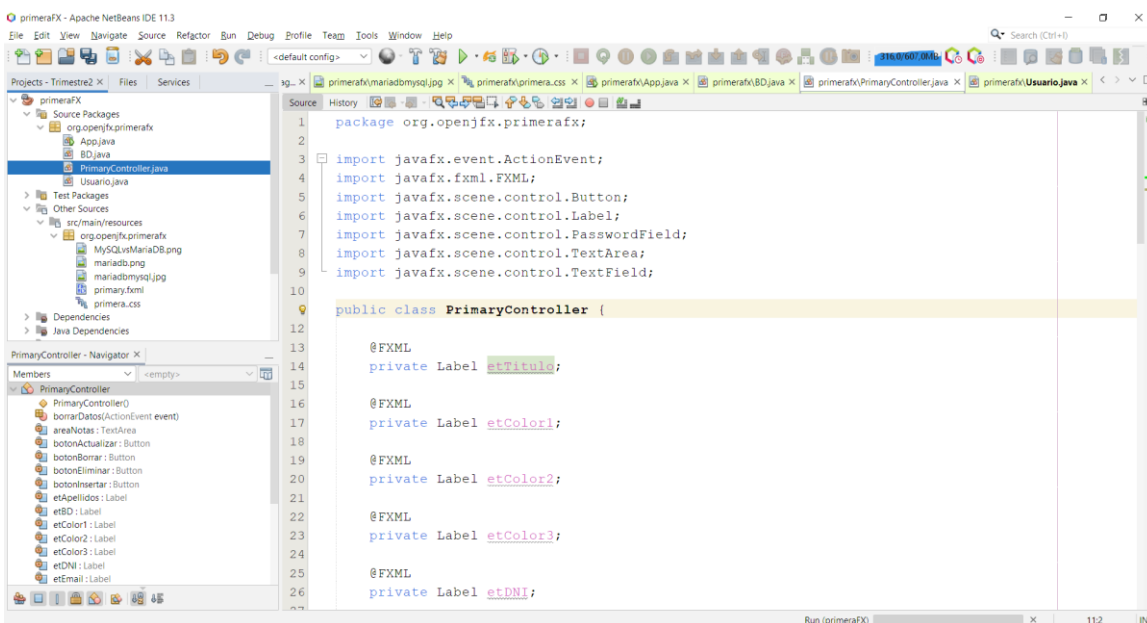 primeraFX - Apache NetBeans IDE 11.3
File Edit View Navigate Source Refactor Run Debug Profile Team Tools Window Help
Search (Ctrl+I)
<default config>
316.0/607.0MB
Projects - Trimestre2 × Files Services
ag... × primerafx\mariadbmysql.jpg × primerafx\primera.css × primerafx\App.java × primerafx\BD.java × primerafx\PrimaryController.java × primerafx\Usuario.java ×
primeraFX
Source Packages
org.openjfx.primerafx
App.java
BD.java
PrimaryController.java
Usuario.java
Test Packages
Other Sources
src/main/resources
org.openjfx.primerafx
MySQLvsMariaDB.png
mariadb.png
mariadbmysql.jpg
primary.fxml
primera.css
Dependencies
Java Dependencies
PrimaryController - Navigator ×
Members <empty>
PrimaryController
PrimaryController()
borrarDatos(ActionEvent event)
areaNotas : TextArea
botonActualizar : Button
botonBorrar : Button
botonEliminar : Button
botonInsertar : Button
etApellidos : Label
etBD : Label
etColor1 : Label
etColor2 : Label
etColor3 : Label
etDNI : Label
etEmail : Label
Source History
1 package org.openjfx.primerafx;
2
3 import javafx.event.ActionEvent;
4 import javafx.fxml.FXML;
5 import javafx.scene.control.Button;
6 import javafx.scene.control.Label;
7 import javafx.scene.control.PasswordField;
8 import javafx.scene.control.TextArea;
9 import javafx.scene.control.TextField;
10
public class PrimaryController {
12
13 @FXML
14 private Label etTitulo;
15
16 @FXML
17 private Label etColor1;
18
19 @FXML
20 private Label etColor2;
21
22 @FXML
23 private Label etColor3;
24
25 @FXML
26 private Label etDNI;
27
Run (primeraFX) × 11:2